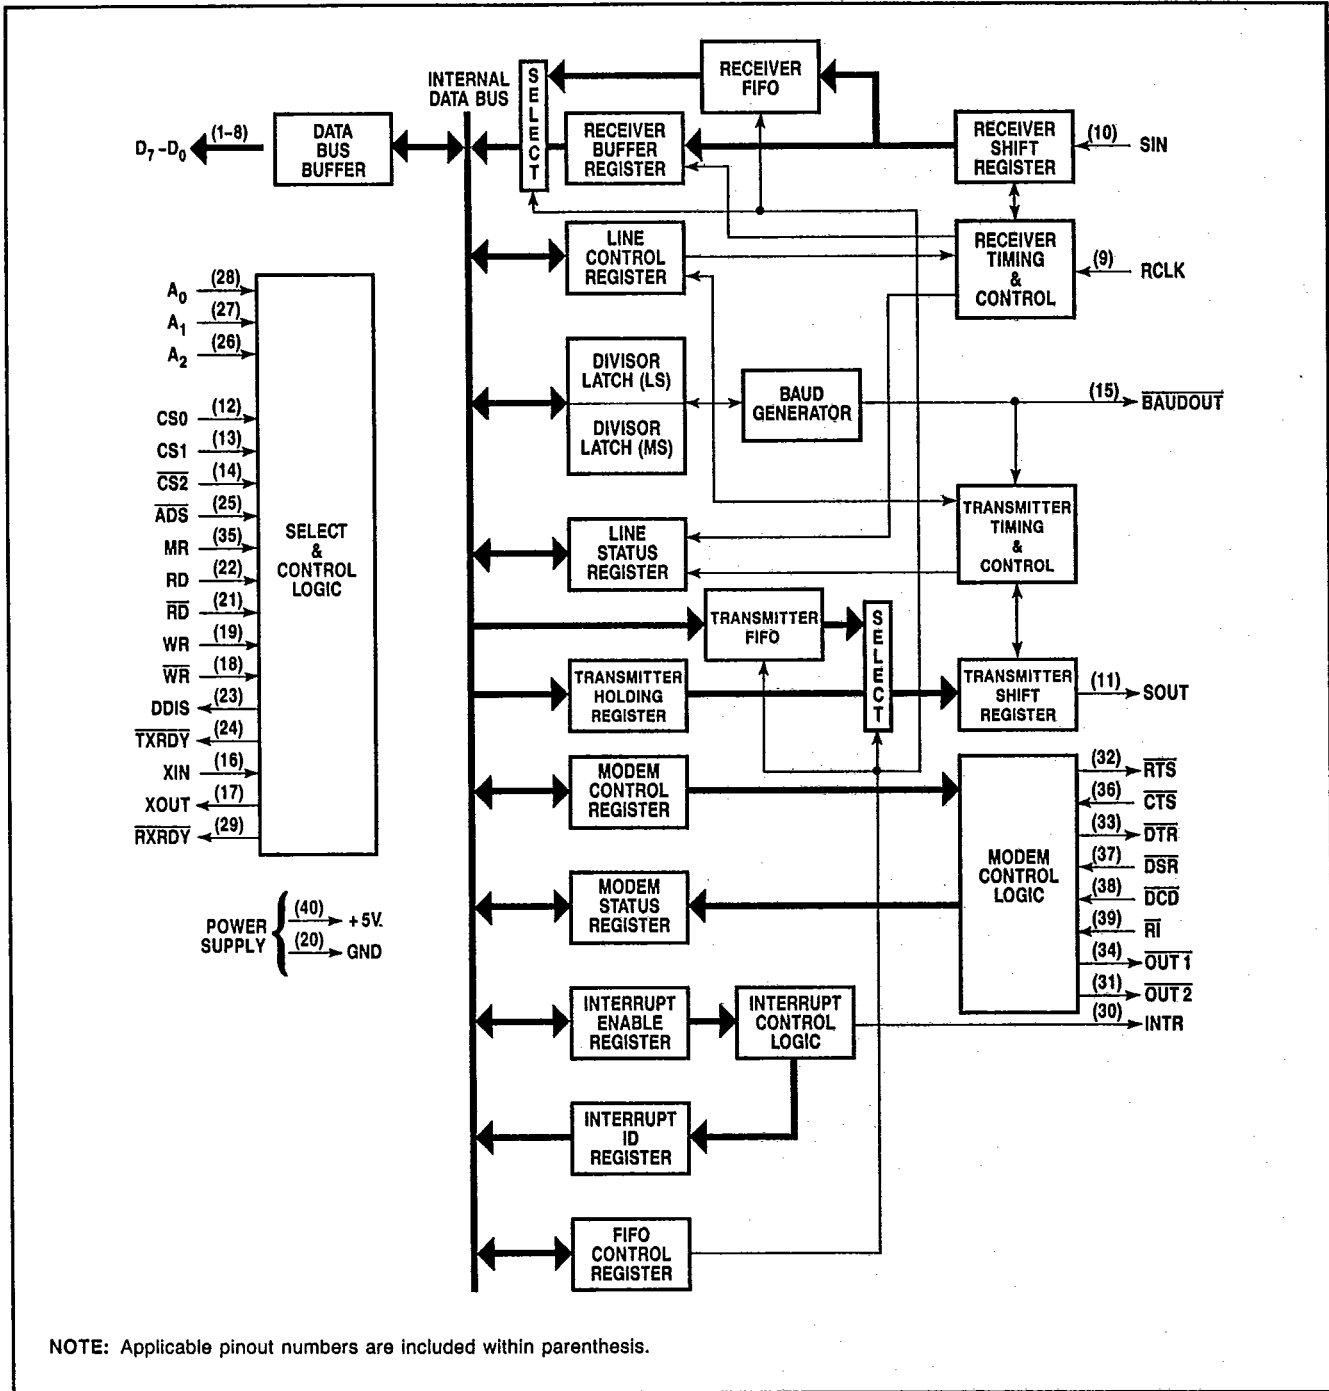 INTERNAL
DATA BUS
SELECT
RECEIVER
FIFO
D7-D0
(1-8)
DATA
BUS
BUFFER
RECEIVER
BUFFER
REGISTER
RECEIVER
SHIFT
REGISTER
(10)
SIN
LINE
CONTROL
REGISTER
RECEIVER
TIMING
&
CONTROL
(9)
RCLK
A0 (28)
A1 (27)
A2 (26)
CS0 (12)
CS1 (13)
CS2 (14)
ADS (25)
MR (35)
RD (22)
RD (21)
WR (19)
WR (18)
DDIS (23)
TXRDY (24)
XIN (16)
XOUT (17)
RXRDY (29)
SELECT
&
CONTROL
LOGIC
DIVISOR
LATCH (LS)
DIVISOR
LATCH (MS)
BAUD
GENERATOR
(15)
BAUDOUT
LINE
STATUS
REGISTER
TRANSMITTER
TIMING
&
CONTROL
TRANSMITTER
FIFO
SELECT
TRANSMITTER
HOLDING
REGISTER
TRANSMITTER
SHIFT
REGISTER
(11)
SOUT
MODEM
CONTROL
REGISTER
MODEM
CONTROL
LOGIC
(32) RTS
(36) CTS
(33) DTR
(37) DSR
(38) DCD
(39) RI
(34) OUT 1
(31) OUT 2
(30) INTR
MODEM
STATUS
REGISTER
POWER
SUPPLY
(40) +5V.
(20) GND
INTERRUPT
ENABLE
REGISTER
INTERRUPT
CONTROL
LOGIC
INTERRUPT
ID
REGISTER
FIFO
CONTROL
REGISTER
NOTE: Applicable pinout numbers are included within parenthesis.